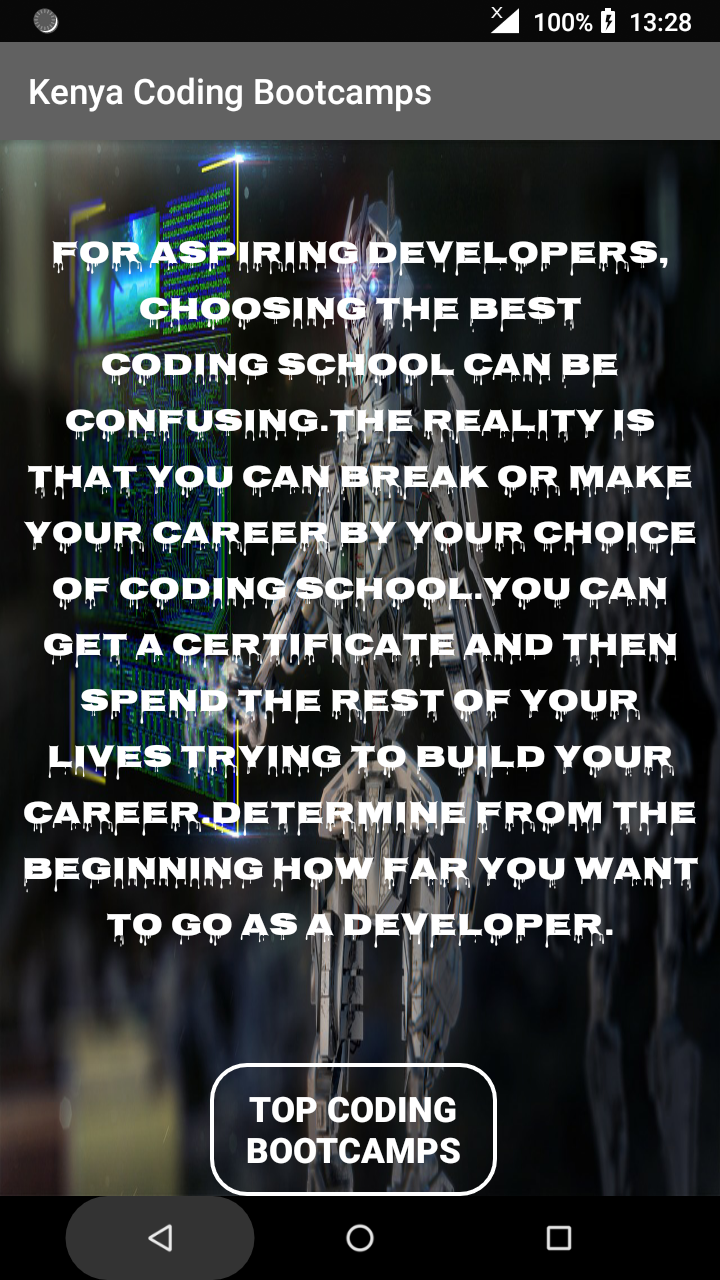 100% 13:28
Kenya Coding Bootcamps
FOR ASPIRING DEVELOPERS,
CHOOSING THE BEST
CODING SCHOOL CAN BE
CONFUSING.THE REALITY IS
THAT YOU CAN BREAK OR MAKE
YOUR CAREER BY YOUR CHOICE
OF CODING SCHOOL.YOU CAN
GET A CERTIFICATE AND THEN
SPEND THE REST OF YOUR
LIVES TRYING TO BUILD YOUR
CAREER.DETERMINE FROM THE
BEGINNING HOW FAR YOU WANT
TO GO AS A DEVELOPER.
TOP CODING
BOOTCAMPS